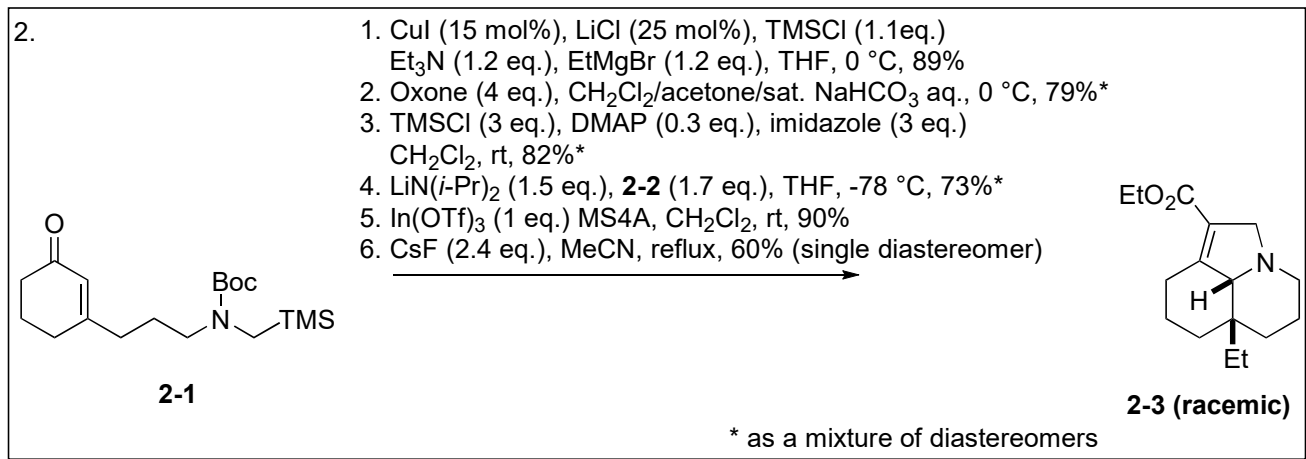 2.
1. CuI (15 mol%), LiCl (25 mol%), TMSCl (1.1eq.)
Et3N (1.2 eq.), EtMgBr (1.2 eq.), THF, 0 °C, 89%
2. Oxone (4 eq.), CH2Cl2/acetone/sat. NaHCO3 aq., 0 °C, 79%*
3. TMSCl (3 eq.), DMAP (0.3 eq.), imidazole (3 eq.)
CH2Cl2, rt, 82%*
4. LiN(i-Pr)2 (1.5 eq.), 2-2 (1.7 eq.), THF, -78 °C, 73%*
5. In(OTf)3 (1 eq.) MS4A, CH2Cl2, rt, 90%
6. CsF (2.4 eq.), MeCN, reflux, 60% (single diastereomer)
O
Boc
N
TMS
2-1
EtO2C
N
H
Et
2-3 (racemic)
* as a mixture of diastereomers